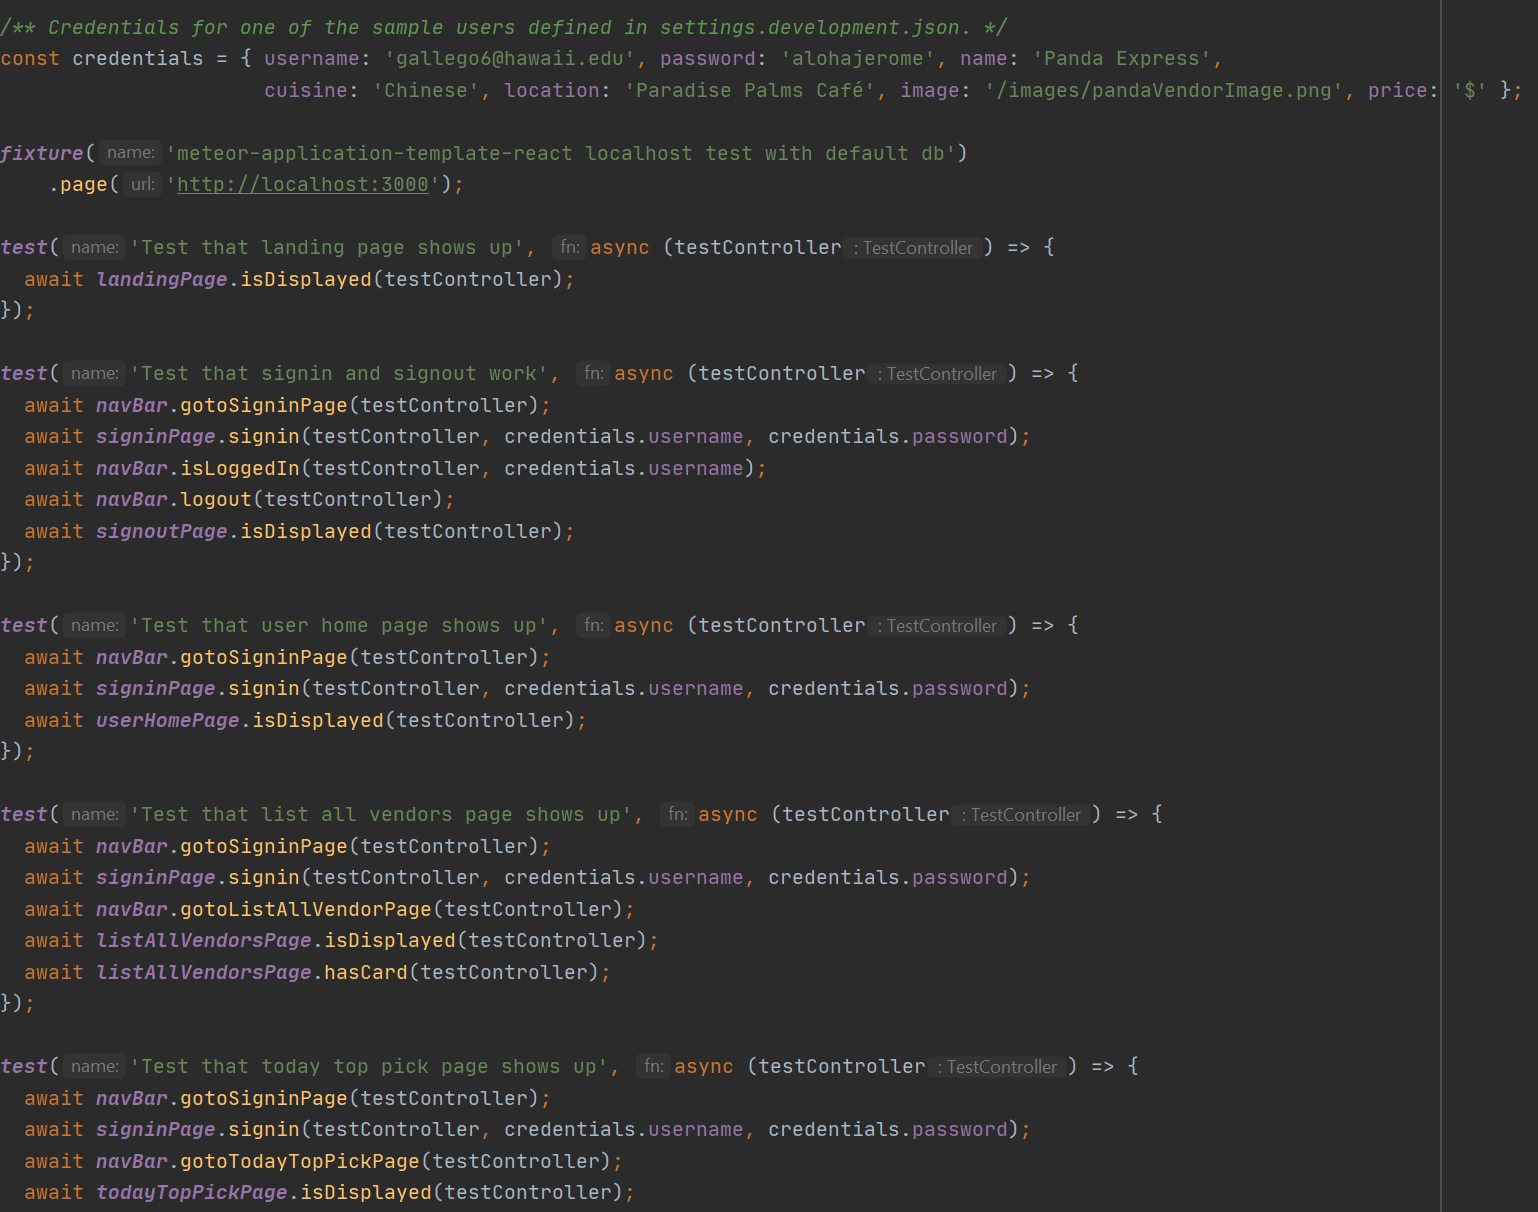 /** Credentials for one of the sample users defined in settings.development.json. */
const credentials = { username: 'gallego6@hawaii.edu', password: 'alohajerome', name: 'Panda Express',
                      cuisine: 'Chinese', location: 'Paradise Palms Café', image: '/images/pandaVendorImage.png', price: '$' };

fixture( name: 'meteor-application-template-react localhost test with default db')
    .page( url: 'http://localhost:3000');

test( name: 'Test that landing page shows up', fn: async (testController : TestController ) => {
  await landingPage.isDisplayed(testController);
});

test( name: 'Test that signin and signout work', fn: async (testController : TestController ) => {
  await navBar.gotoSigninPage(testController);
  await signinPage.signin(testController, credentials.username, credentials.password);
  await navBar.isLoggedIn(testController, credentials.username);
  await navBar.logout(testController);
  await signoutPage.isDisplayed(testController);
});

test( name: 'Test that user home page shows up', fn: async (testController : TestController ) => {
  await navBar.gotoSigninPage(testController);
  await signinPage.signin(testController, credentials.username, credentials.password);
  await userHomePage.isDisplayed(testController);
});

test( name: 'Test that list all vendors page shows up', fn: async (testController : TestController ) => {
  await navBar.gotoSigninPage(testController);
  await signinPage.signin(testController, credentials.username, credentials.password);
  await navBar.gotoListAllVendorPage(testController);
  await listAllVendorsPage.isDisplayed(testController);
  await listAllVendorsPage.hasCard(testController);
});

test( name: 'Test that today top pick page shows up', fn: async (testController : TestController ) => {
  await navBar.gotoSigninPage(testController);
  await signinPage.signin(testController, credentials.username, credentials.password);
  await navBar.gotoTodayTopPickPage(testController);
  await todayTopPickPage.isDisplayed(testController);